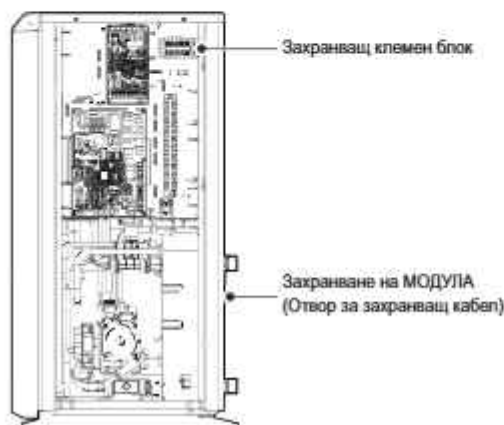 Захранващ клемен блок
Захранване на МОДУЛА
(Отвор за захранващ кабел)